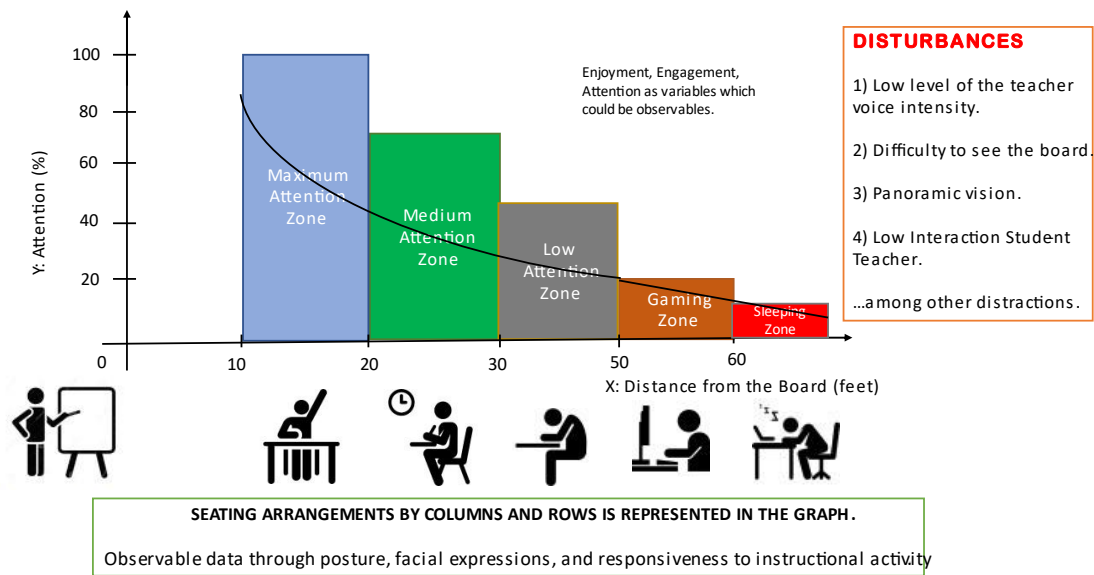 Y: Attention (%)
100
80
60
40
20
0
10
20
30
50
60
X: Distance from the Board (feet)
Maximum
Attention
Zone
Medium
Attention
Zone
Low
Attention
Zone
Gaming
Zone
Sleeping
Zone
Enjoyment, Engagement,
Attention as variables which
could be observables.
DISTURBANCES
1) Low level of the teacher
voice intensity.
2) Difficulty to see the board.
3) Panoramic vision.
4) Low Interaction Student
Teacher.
...among other distractions.
zzz
SEATING ARRANGEMENTS BY COLUMNS AND ROWS IS REPRESENTED IN THE GRAPH.
Observable data through posture, facial expressions, and responsiveness to instructional activity